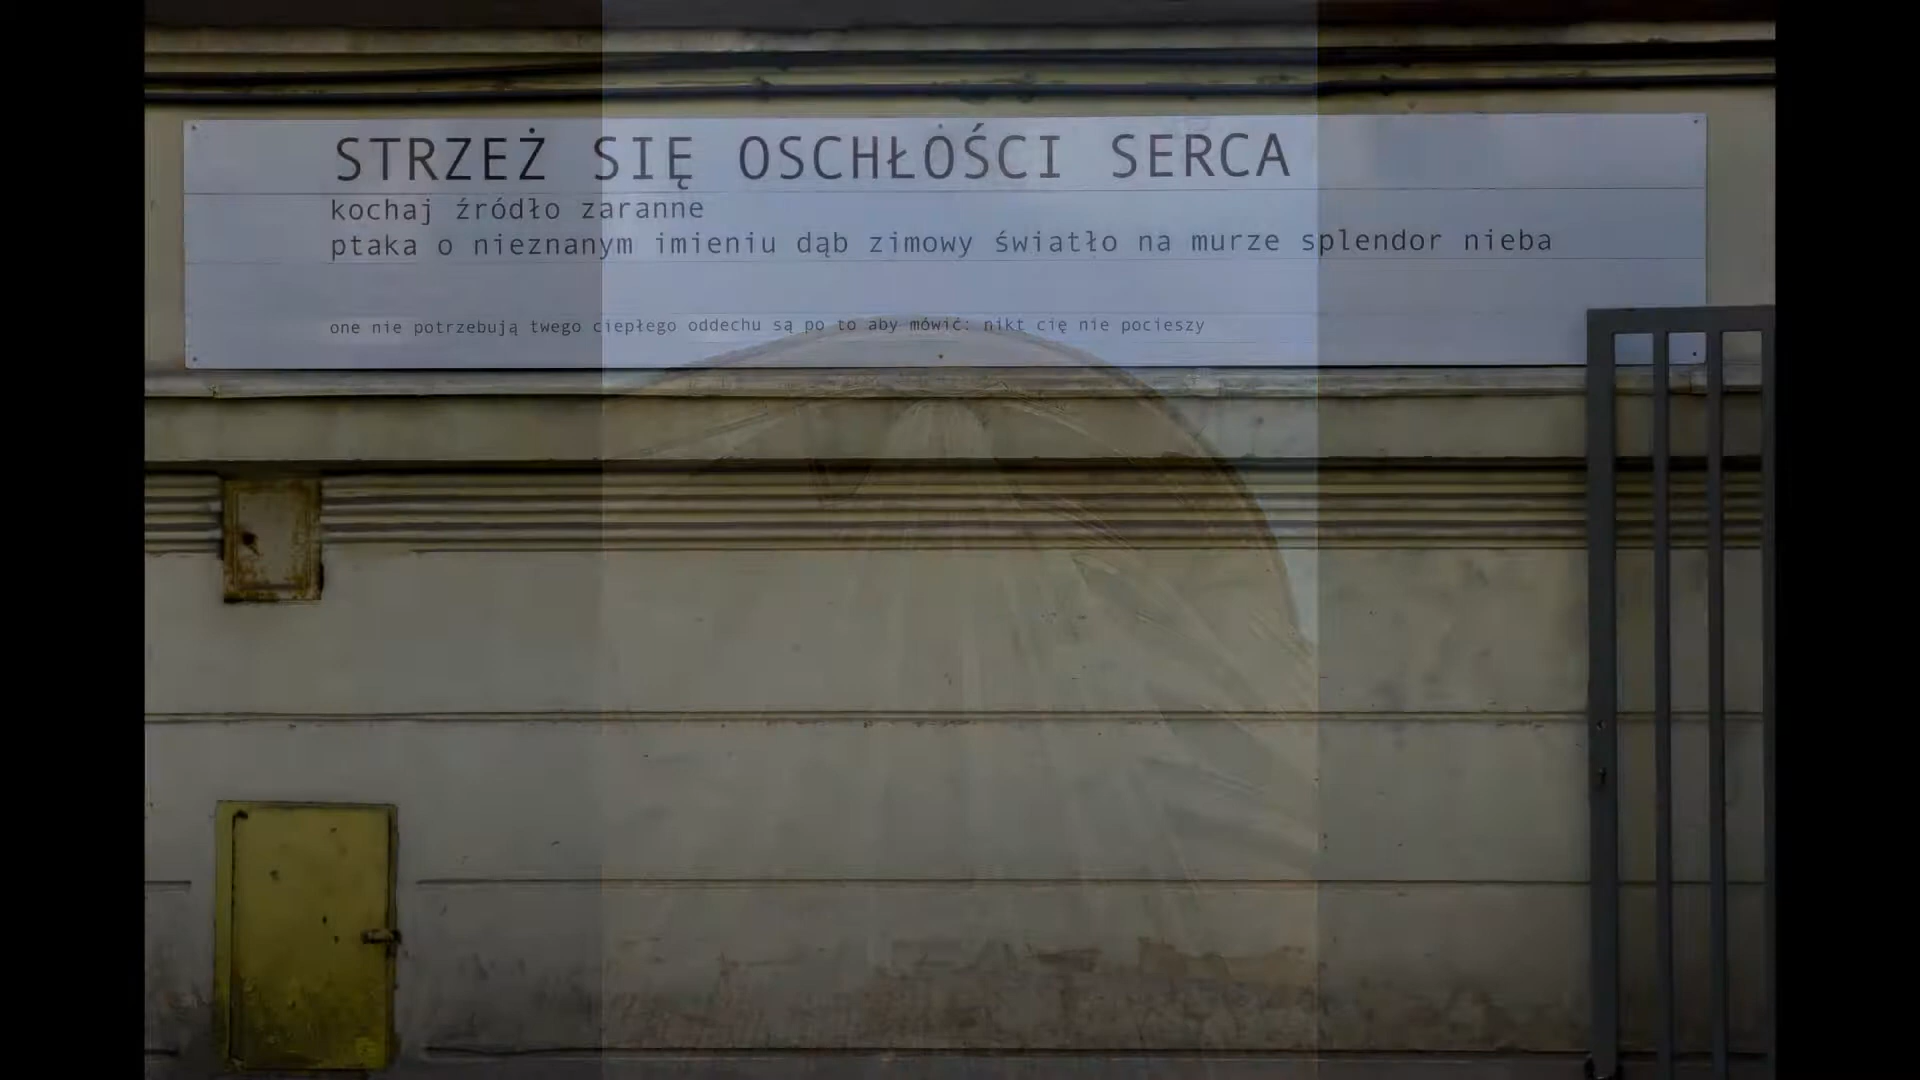 STRZEŻ SIĘ OSCHŁOŚCI SERCA
kochaj źródło zaranne
ptaka o nieznanym imieniu dąb zimowy światło na murze splendor nieba
one nie potrzebują twego ciepłego oddechu są po to aby mówić: nikt cię nie pocieszy